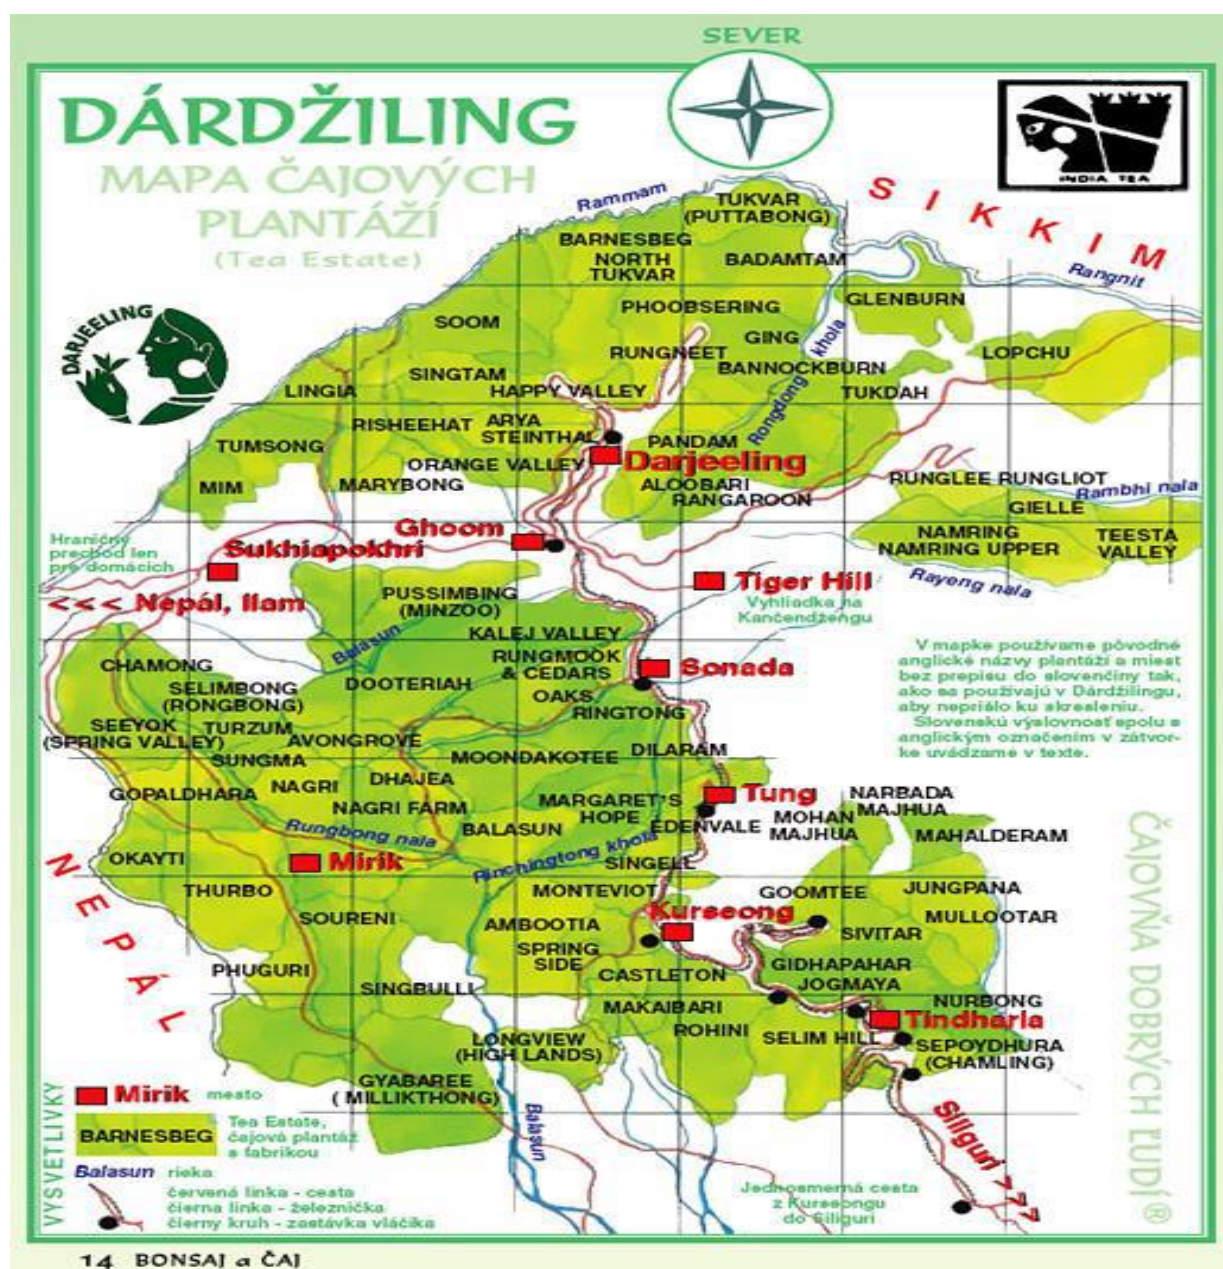 SEVER
DÁRDŽILING
MAPA ČAJOVÝCH
PLANTÁŽÍ
(Tea Estate)
INDIA TEA
SIKKIM
DARJEELING
Rammam
Rangnit
TUKVAR
(PUTTABONG)
BARNESBEG
NORTH
TUKVAR
BADAMTAM
GLENBURN
PHOOBSERING
SOOM
GING
khola
RUNGNEET
BANNOCKBURN
LOPCHU
SINGTAM
HAPPY VALLEY
LINGIA
TUKDAH
Rongdong
RISHEEHAT
ARYA
STEINTHAL
PANDAM
TUMSONG
Darjeeling
ORANGE VALLEY
MIM
MARYBONG
ALOOBARI
RANGAROON
RUNGLEE RUNGLIOT
Rambhi nala
GIELLE
Ghoom
NAMRING
NAMRING UPPER
TEESTA
VALLEY
Hraničný
prechod len
pre domácich
Sukhiapokhri
Rayeng nala
<<< Nepál, Ilam
Tiger Hill
Vyhliadka na
Kančendžengu
PUSSIMBING
(MINZOO)
Balasun
KALEJ VALLEY
RUNGMOOK
& CEDARS
Sonada
CHAMONG
DOOTERIAH
OAKS
SELIMBONG
(RONGBONG)
RINGTONG
V mapke používame pôvodné
anglické názvy plantáží a miest
bez prepisu do slovenčiny tak,
ako sa používajú v Dárdžilingu,
aby neprišlo ku skresleniu.
Slovenskú výslovnosť spolu s
anglickým označením v zátvor-
ke uvádzame v texte.
SEEYOK
(SPRING VALLEY)
TURZUM
AVONGROVE
SUNGMA
MOONDAKOTEE
DILARAM
GOPALDHARA
NAGRI
DHAJEA
NAGRI FARM
MARGARET'S
HOPE
Tung
NARBADA
MAJHUA
MOHAN
MAJHUA
Rungbong nala
BALASUN
EDENVALE
MAHALDERAM
Rinchingtong khola
OKAYTI
Mirik
SINGELL
THURBO
MONTEVIOT
GOOMTEE
JUNGPANA
SOURENI
AMBOOTIA
Kurseong
MULLOOTAR
SIVITAR
SPRING
SIDE
NEPÁL
PHUGURI
CASTLETON
GIDHAPAHAR
JOGMAYA
SINGBULLI
MAKAIBARI
NURBONG
Tindharia
ROHINI
SELIM HILL
LONGVIEW
(HIGH LANDS)
SEPOYDHURA
(CHAMLING)
GYABAREE
( MILLIKTHONG)
Balasun
Siliguri >>>
Jednosmerná cesta
z Kurseongu
do Siliguri
VYSVETLIVKY
Mirik mesto
BARNESBEG
Tea Estate,
čajová plantáž
s fabrikou
Balasun rieka
červená linka - cesta
čierna linka - železnička
čierny kruh - zastávka vláčika
ČAJOVŇA DOBRÝCH ĽUDÍ ®
14 BONSAJ a ČAJ